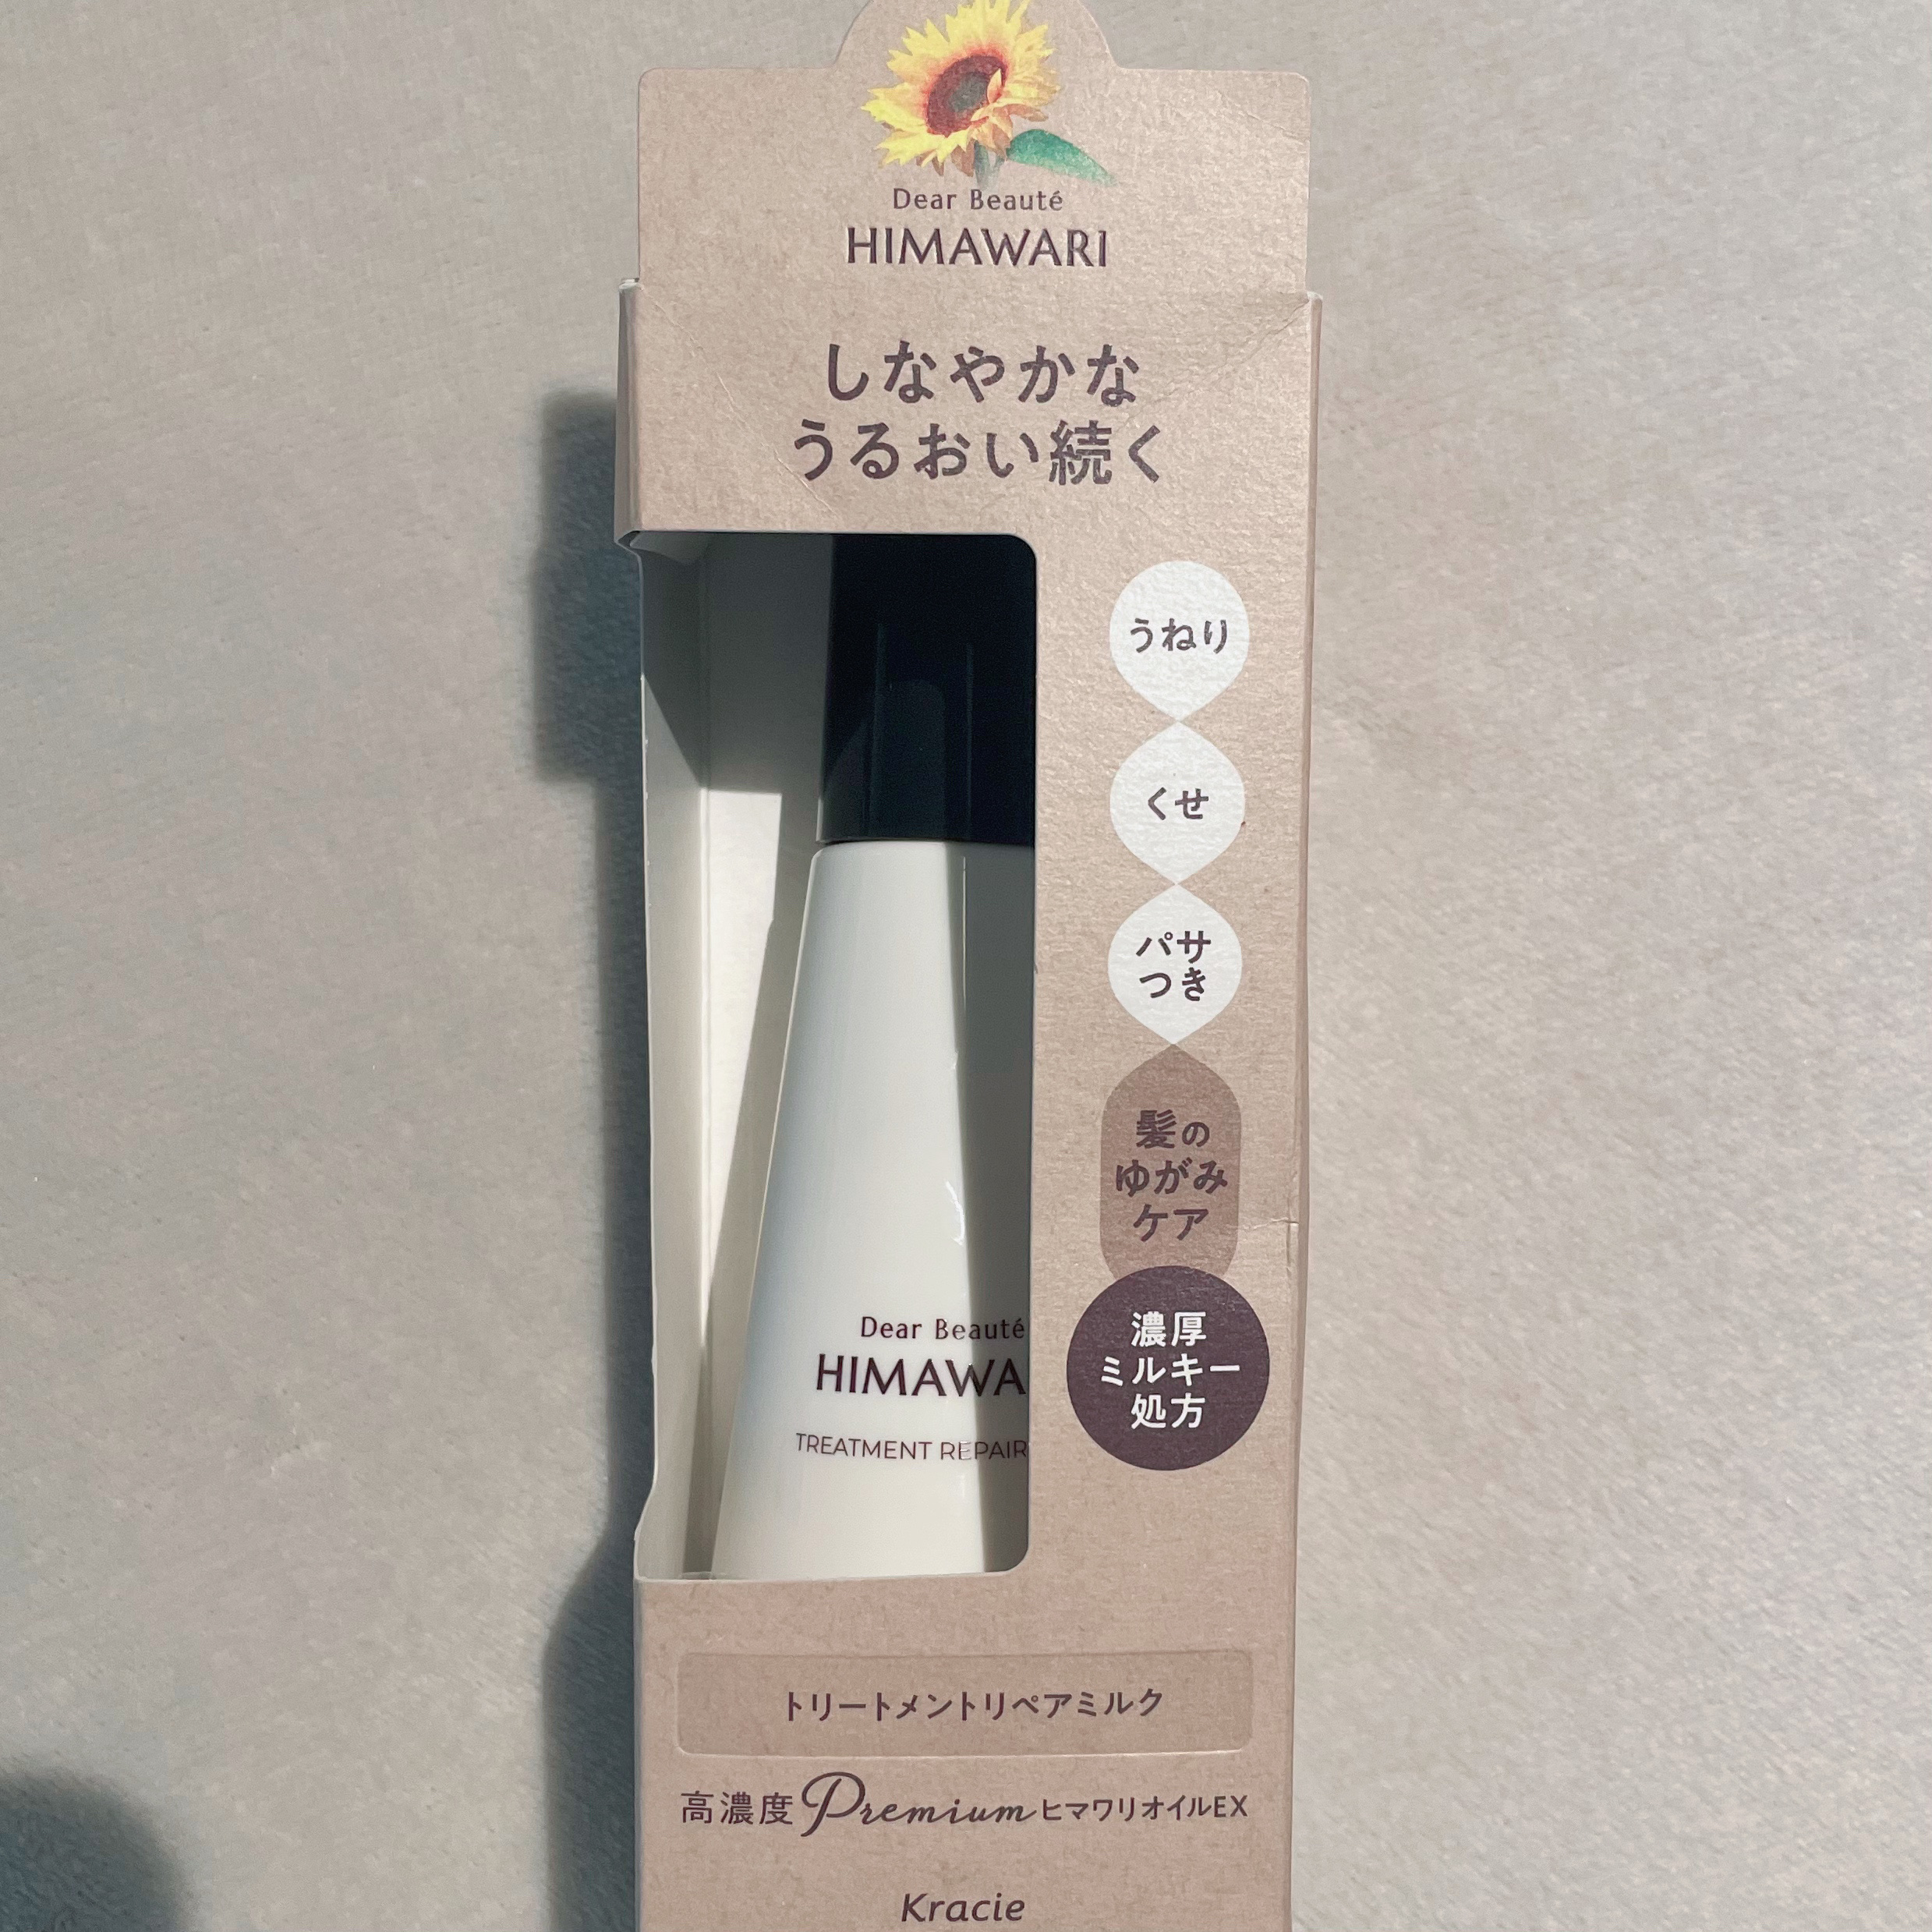 Dear Beauté
HIMAWARI
しなやかな
うるおい続く
うねり
くせ
パサ
つき
髪の
ゆがみ
ケア
濃厚
ミルキー
処方
Dear Beauté
HIMAWA
TREATMENT REPAIR
トリートメントリペアミルク
高濃度PremiumヒマワリオイルEX
Kracie